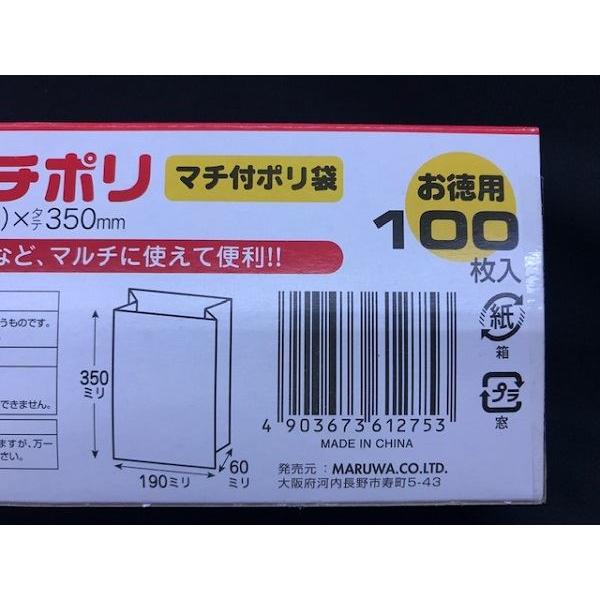 チポリ
マチ付ポリ袋
お徳用
100
枚入
)×タテ350mm
など、マルチに使えて便利!!
うものです。
できません。
ますが、万一
さい。
350
ミリ
190ミリ
60
ミリ
4 903673 612753
MADE IN CHINA
発売元 : MARUWA.CO.LTD.
大阪府河内長野市寿町5-43
紙
箱
プラ
窓